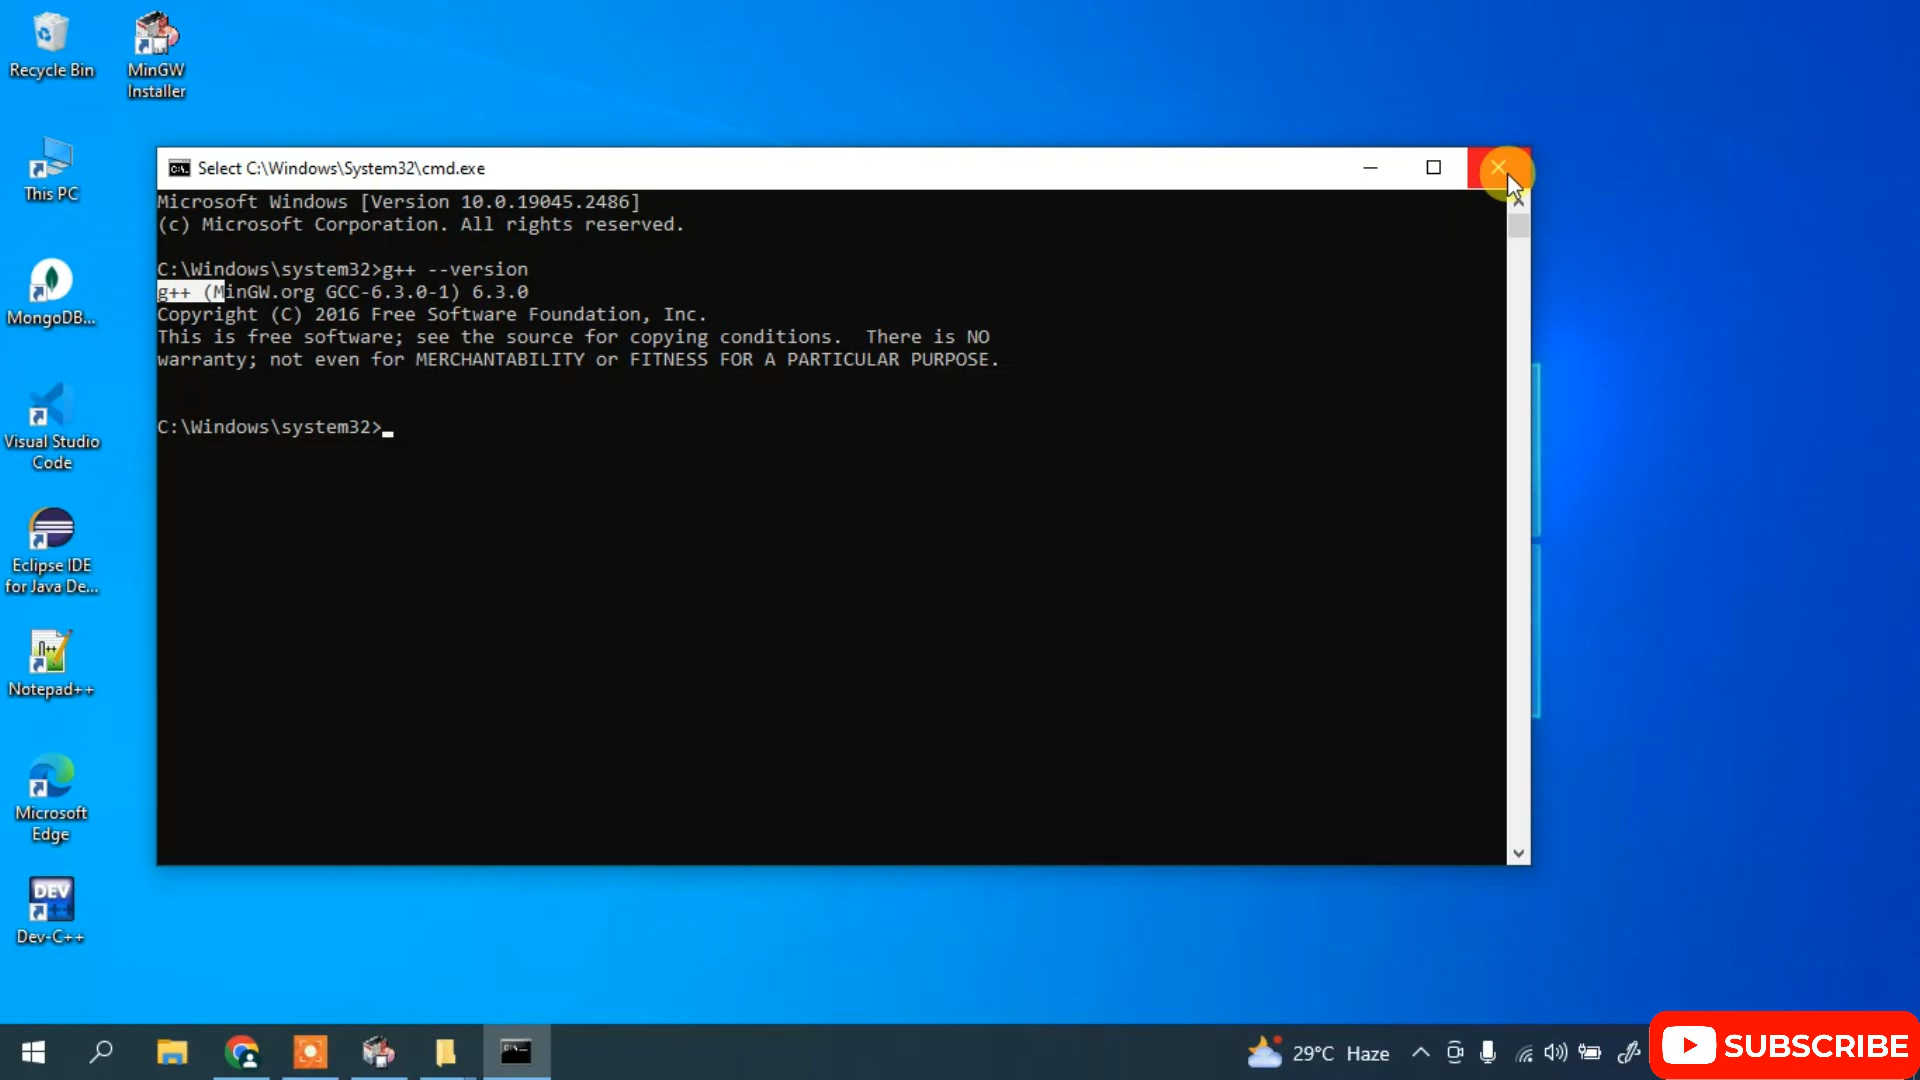 Recycle Bin
MinGW
Installer
This PC
MongoDB...
Visual Studio
Code
Eclipse IDE
for Java De...
Notepad++
Microsoft
Edge
DEV
Dev-C++
Select C:\Windows\System32\cmd.exe
Microsoft Windows [Version 10.0.19045.2486]
(c) Microsoft Corporation. All rights reserved.
C:\Windows\system32>g++ --version
g++ (MinGW.org GCC-6.3.0-1) 6.3.0
Copyright (C) 2016 Free Software Foundation, Inc.
This is free software; see the source for copying conditions.  There is NO
warranty; not even for MERCHANTABILITY or FITNESS FOR A PARTICULAR PURPOSE.
C:\Windows\system32>
29°C Haze
SUBSCRIBE